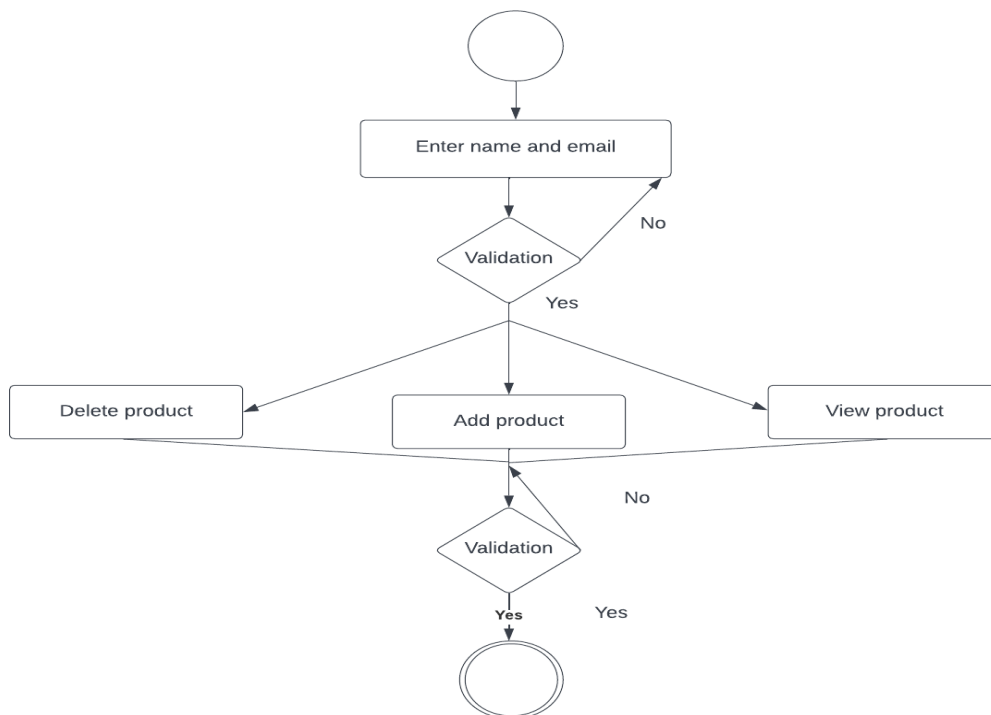 Enter name and email
No
Validation
Yes
Delete product
Add product
View product
No
Validation
Yes
Yes